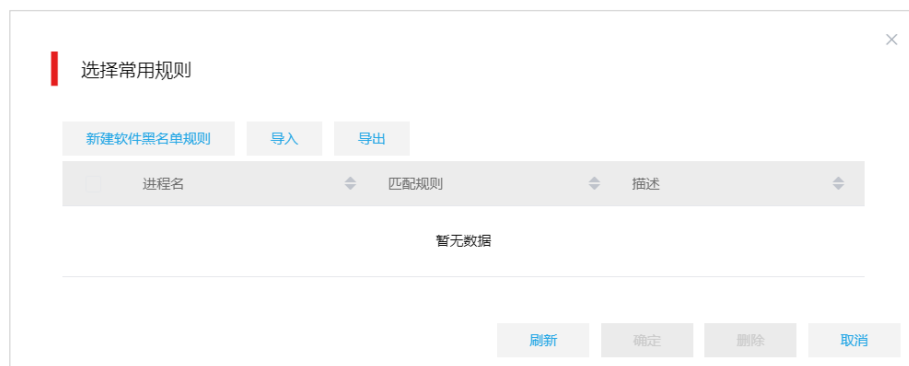 选择常用规则
新建软件黑名单规则 导入 导出
进程名 匹配规则 描述
暂无数据
刷新 确定 删除 取消